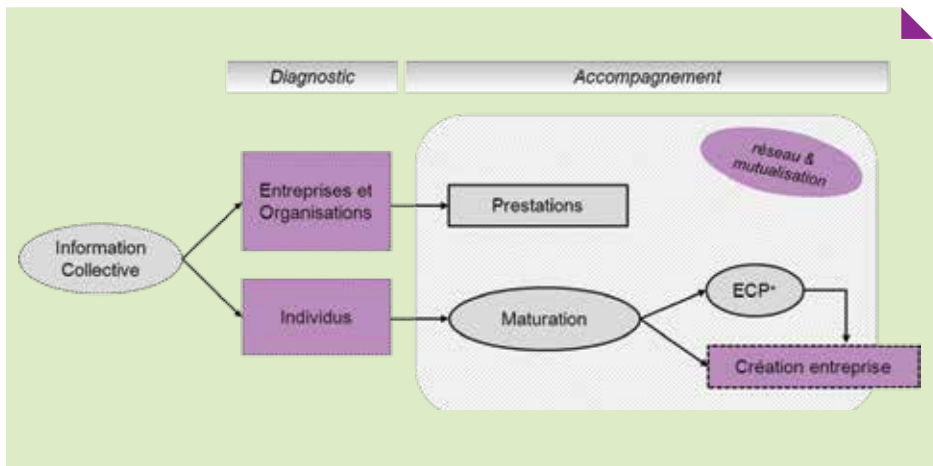 Diagnostic
Accompagnement
réseau &
mutualisation
Entreprises et
Organisations
Prestations
Information
Collective
Individus
Maturation
ECP*
Création entreprise